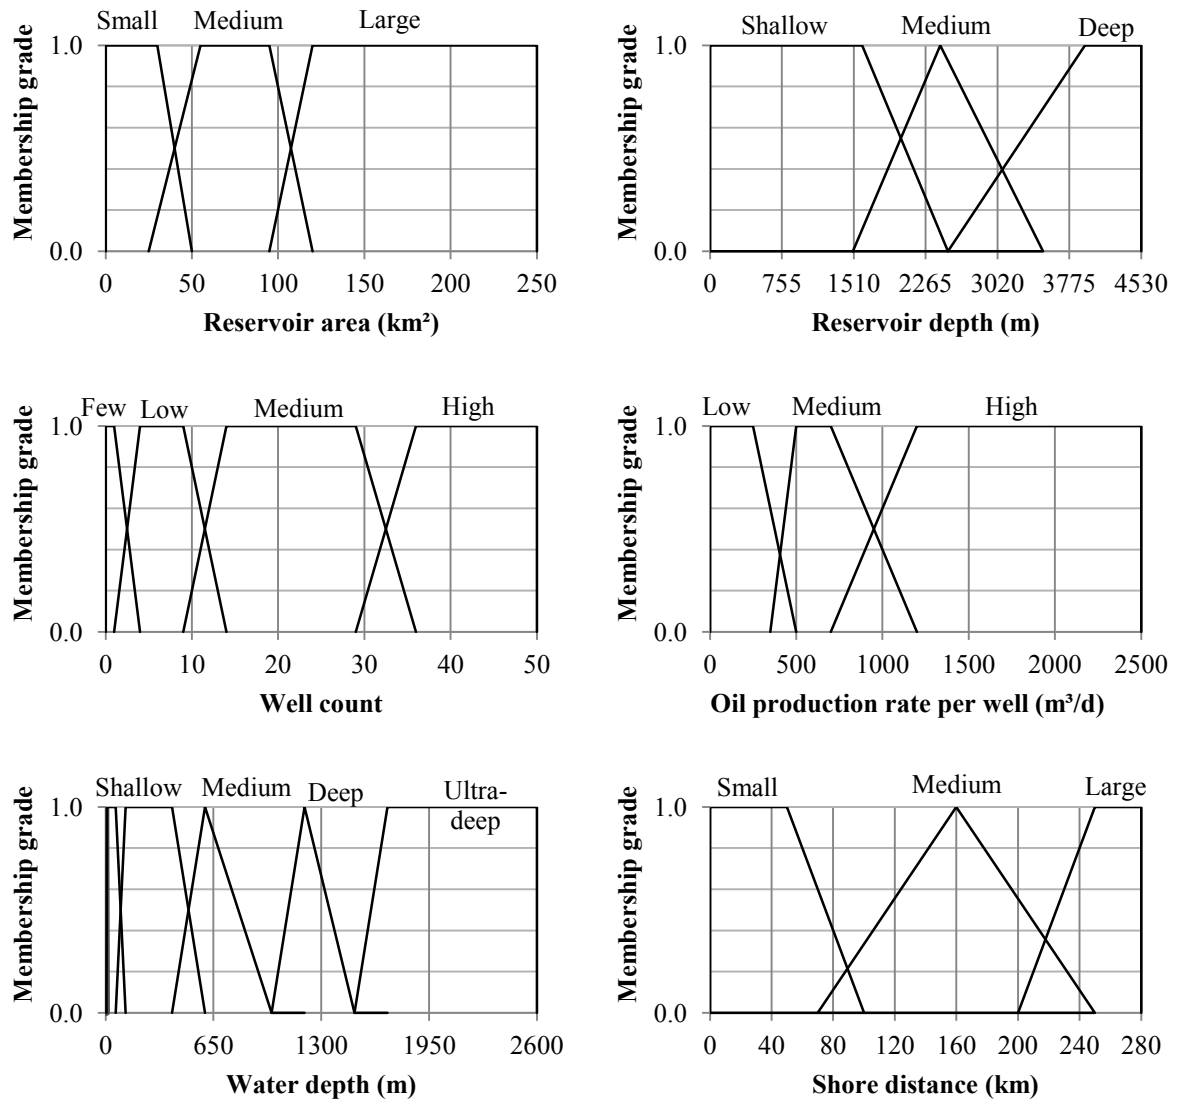 Small Medium Large
Membership grade
1.0
0.0
0 50 100 150 200 250
Reservoir area (km²)
Shallow Medium Deep
Membership grade
1.0
0.0
0 755 1510 2265 3020 3775 4530
Reservoir depth (m)
Few Low Medium High
Membership grade
1.0
0.0
0 10 20 30 40 50
Well count
Low Medium High
Membership grade
1.0
0.0
0 500 1000 1500 2000 2500
Oil production rate per well (m³/d)
Shallow Medium Deep Ultra-
deep
Membership grade
1.0
0.0
0 650 1300 1950 2600
Water depth (m)
Small Medium Large
Membership grade
1.0
0.0
0 40 80 120 160 200 240 280
Shore distance (km)